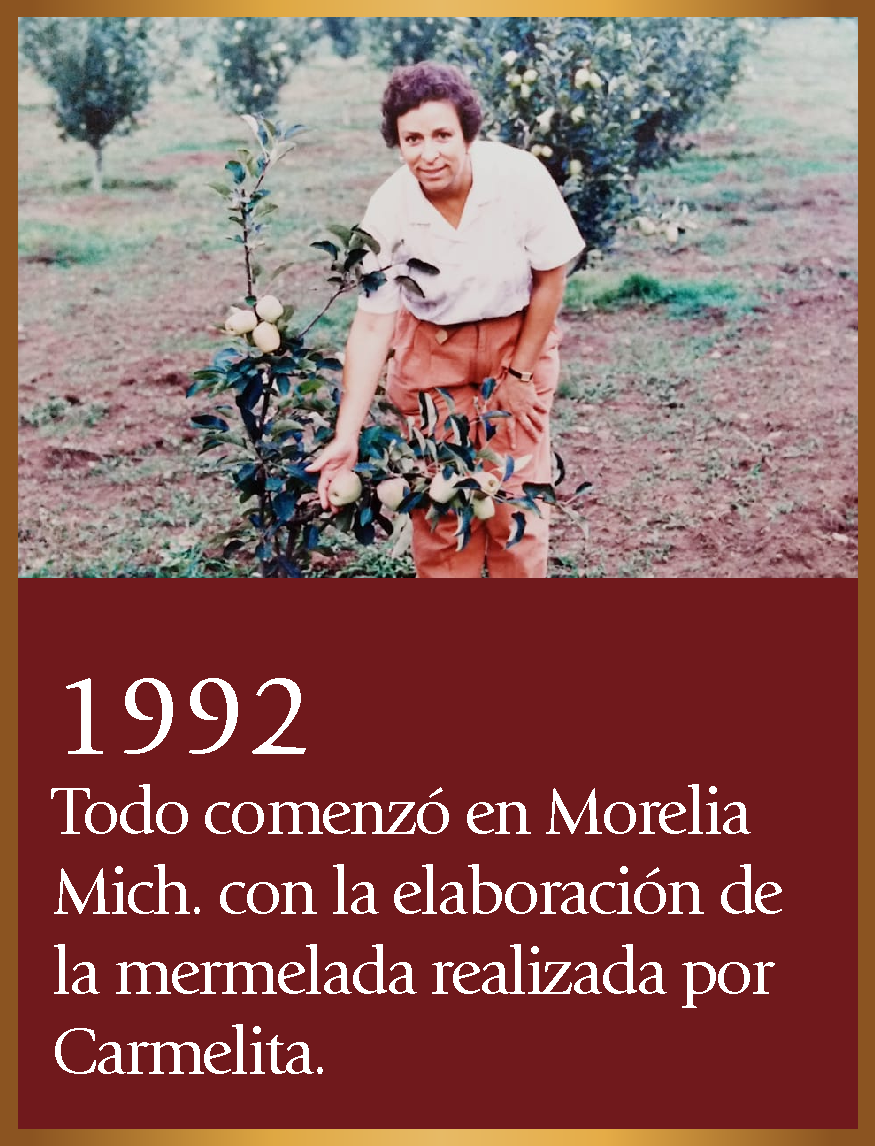 1992
Todo comenzó en Morelia
Mich. con la elaboración de
la mermelada realizada por
Carmelita.